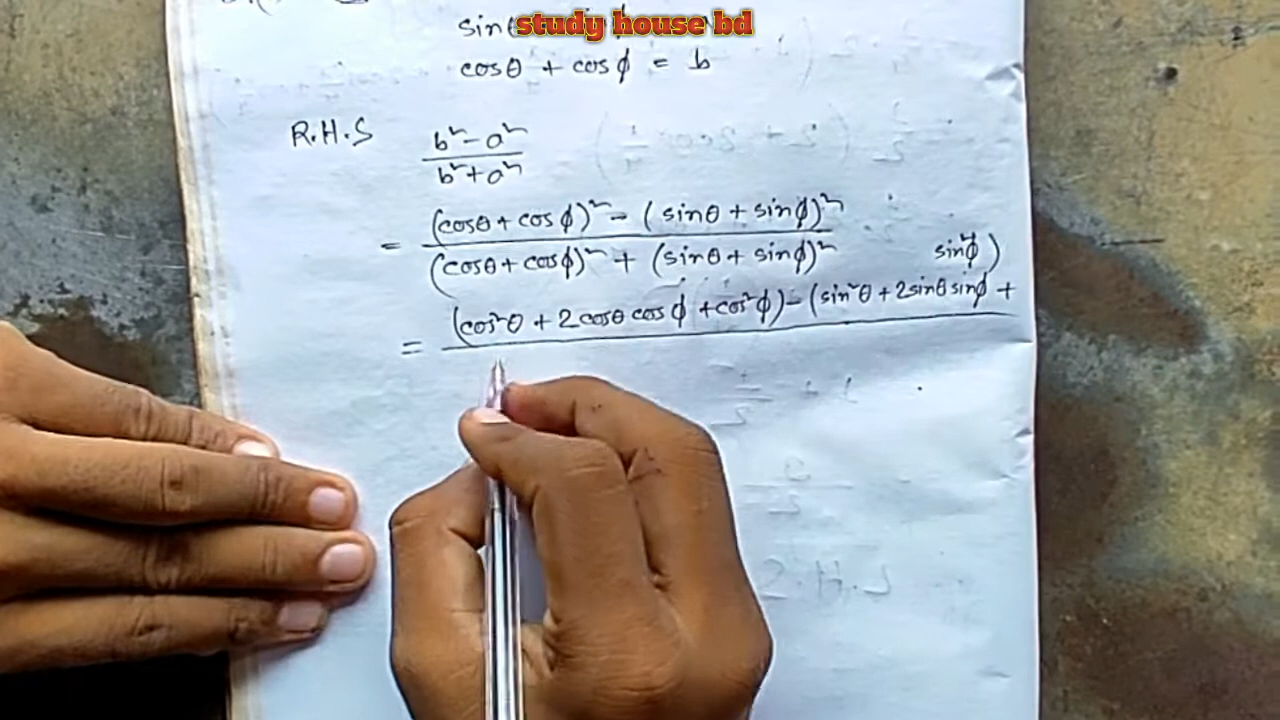 study house bd
sinθ
cosθ + cosϕ = b
R.H.S
b² - a²
b² + a²
= (cosθ + cosϕ)² - (sinθ + sinϕ)²
(cosθ + cosϕ)² + (sinθ + sinϕ)²
sin²ϕ)
= (cos²θ + 2cosθ cosϕ + cos²ϕ) - (sin²θ + 2sinθ sinϕ +